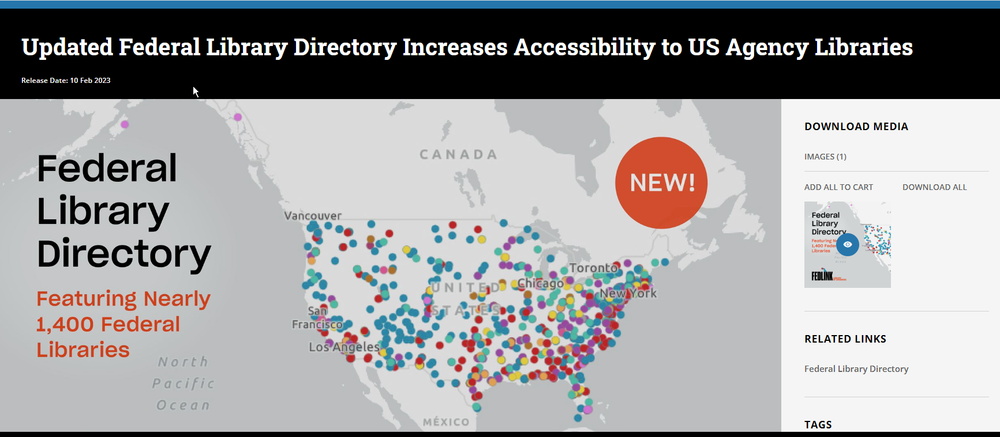 Updated Federal Library Directory Increases Accessibility to US Agency Libraries
Release Date: 10 Feb 2023
Federal
Library
Directory
Featuring Nearly
1,400 Federal
Libraries
North
Pacific
Ocean
CANADA
NEW!
Vancouver
Toronto
UNITED
STATES
Chicago
New York
San
Francisco
Los Angeles
MÉXICO
DOWNLOAD MEDIA
IMAGES (1)
ADD ALL TO CART
DOWNLOAD ALL
Federal
Library
Directory
Featuring
1,400 Feder
Libraries
FEDLINK
RELATED LINKS
Federal Library Directory
TAGS